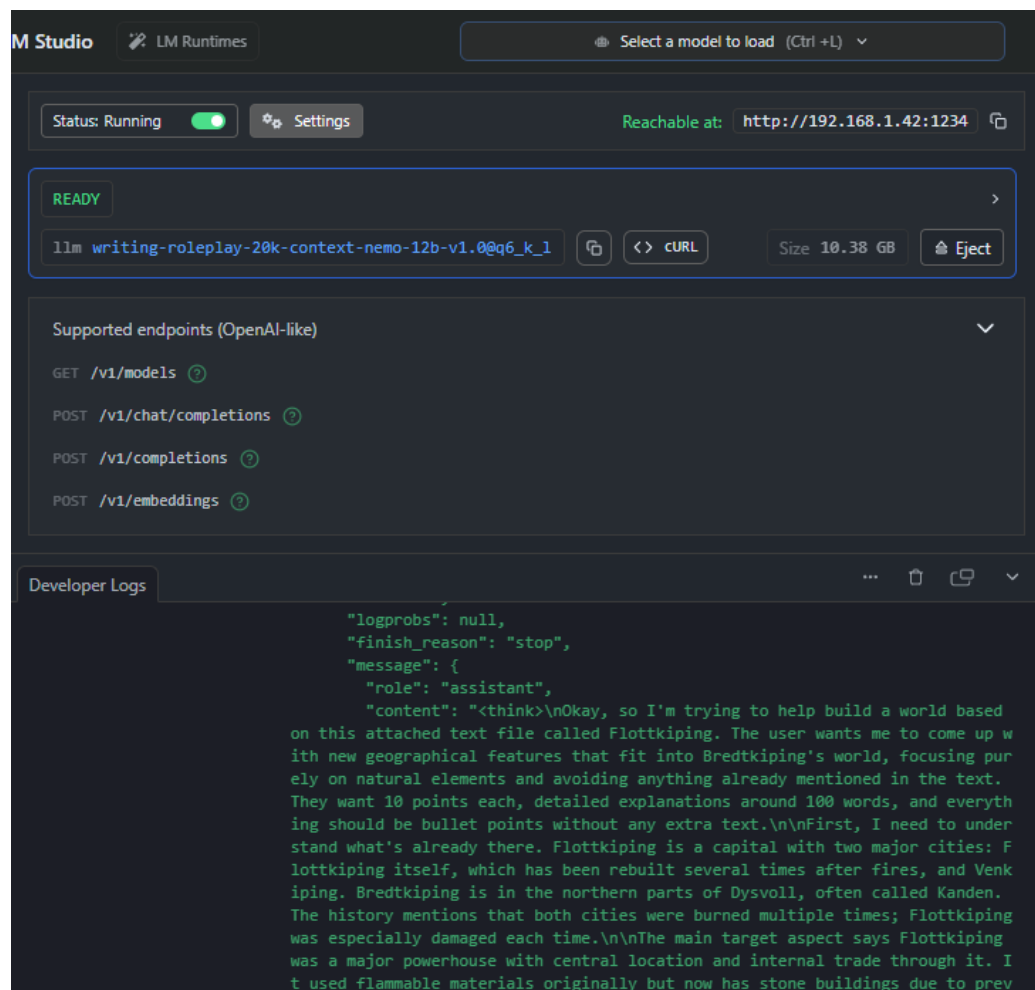 M Studio
LM Runtimes
Select a model to load (Ctrl +L)
Status: Running
Settings
Reachable at: http://192.168.1.42:1234
READY
llm writing-roleplay-20k-context-nemo-12b-v1.0@q6_k_l
<> cURL
Size 10.38 GB
Eject
Supported endpoints (OpenAI-like)
GET /v1/models ?
POST /v1/chat/completions ?
POST /v1/completions ?
POST /v1/embeddings ?
Developer Logs
"logprobs": null,
"finish_reason": "stop",
"message": {
"role": "assistant",
"content": "<think>\nOkay, so I'm trying to help build a world based
on this attached text file called Flottkiping. The user wants me to come up w
ith new geographical features that fit into Bredtkiping's world, focusing pur
ely on natural elements and avoiding anything already mentioned in the text.
They want 10 points each, detailed explanations around 100 words, and everyth
ing should be bullet points without any extra text.\n\nFirst, I need to under
stand what's already there. Flottkiping is a capital with two major cities: F
lottkiping itself, which has been rebuilt several times after fires, and Venk
iping. Bredtkiping is in the northern parts of Dysvoll, often called Kanden.
The history mentions that both cities were burned multiple times; Flottkiping
was especially damaged each time.\n\nThe main target aspect says Flottkiping
was a major powerhouse with central location and internal trade through it. I
t used flammable materials originally but now has stone buildings due to prev